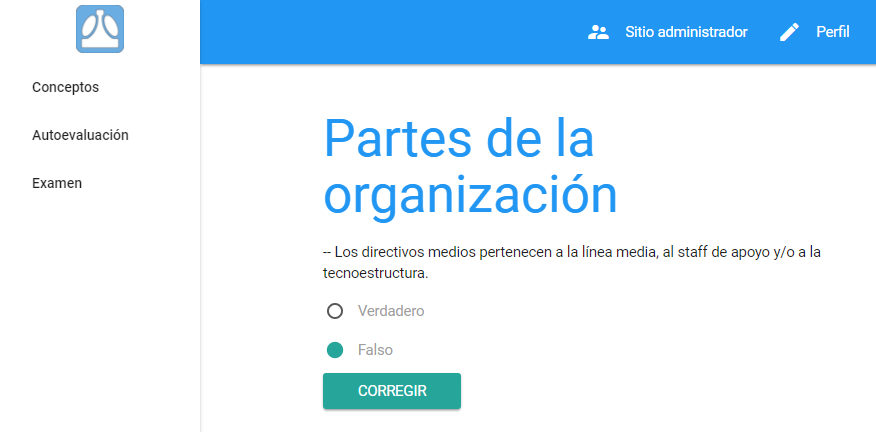 Sitio administrador
Perfil
Conceptos
Autoevaluación
Examen
Partes de la
organización
-- Los directivos medios pertenecen a la línea media, al staff de apoyo y/o a la
tecnoestructura.
Verdadero
Falso
CORREGIR